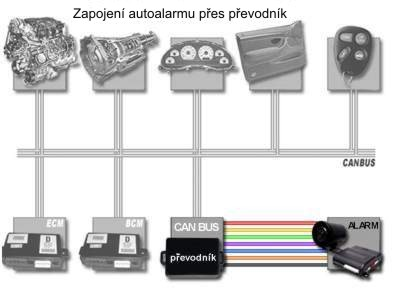 Zapojení autoalarmu přes převodník
CANBUS
ECM
BCM
CAN BUS
ALARM
D
D
převodník